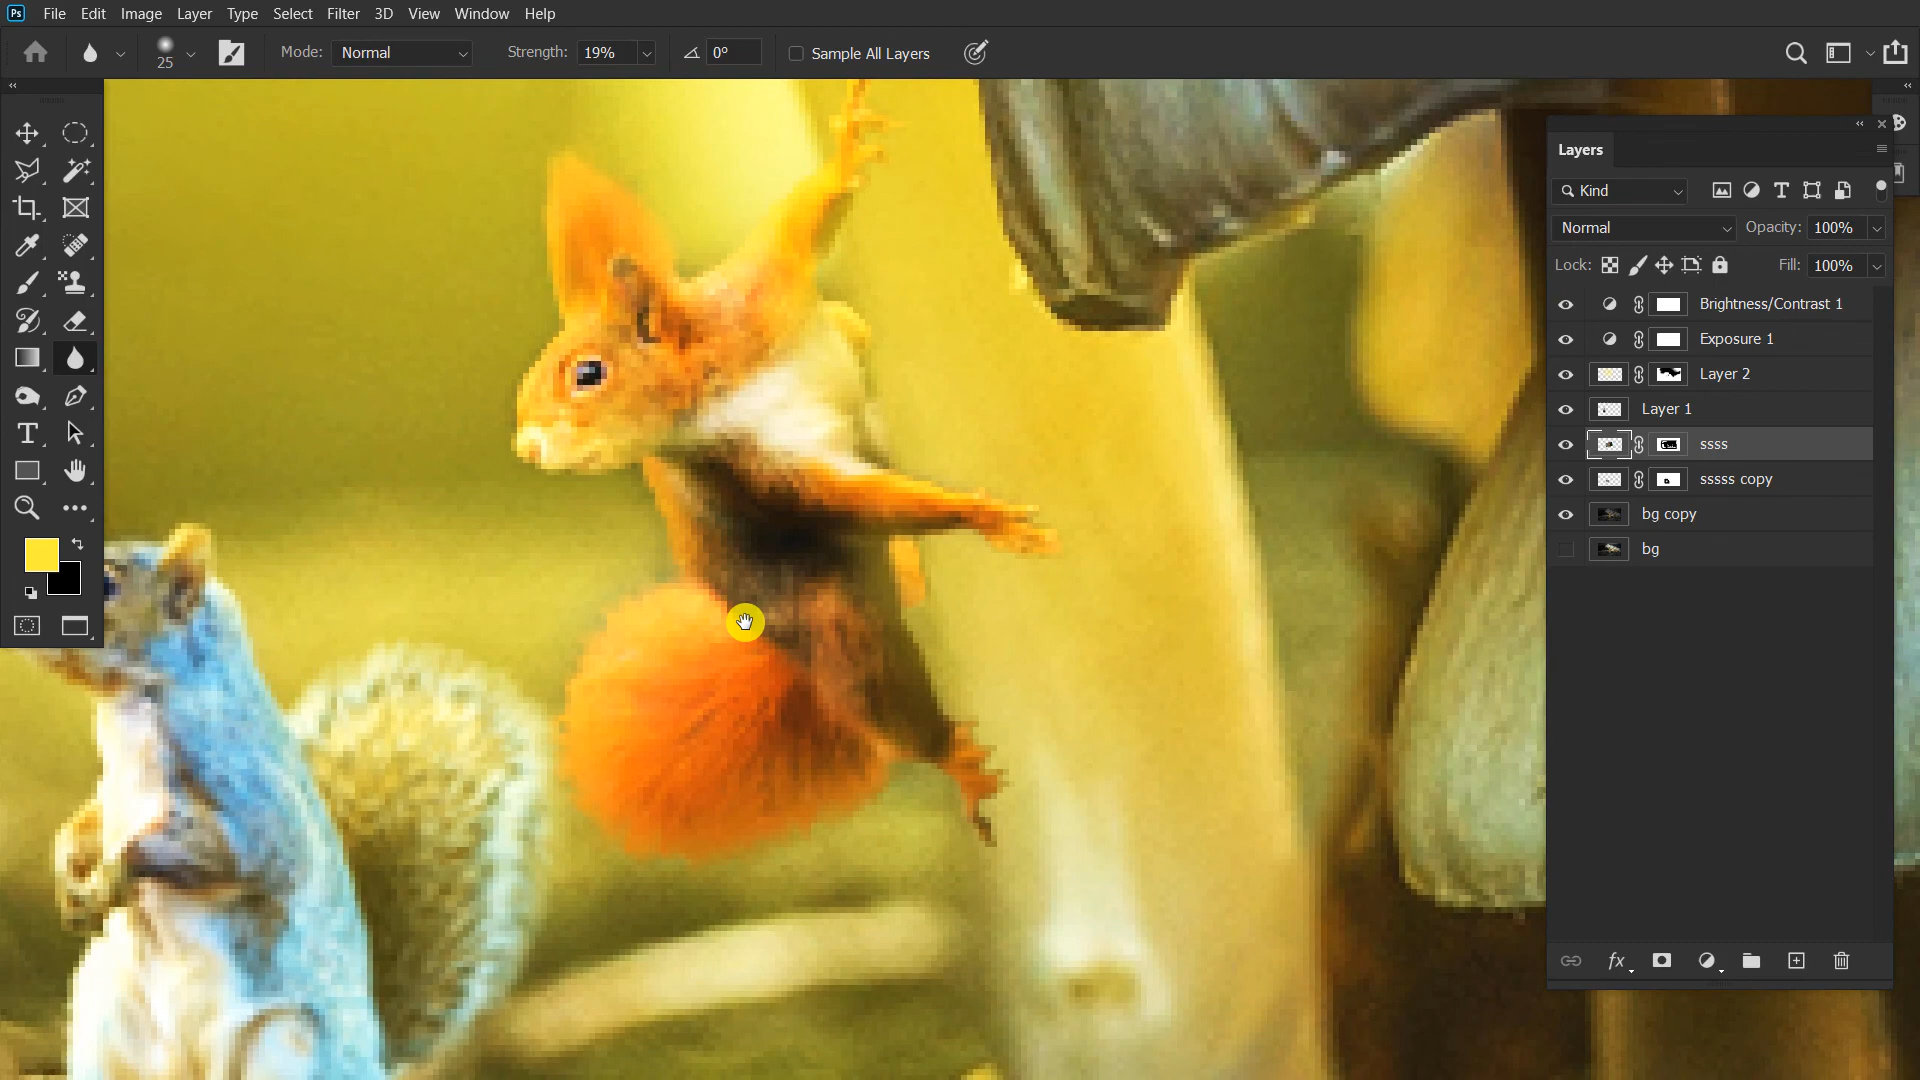 Ps File Edit Image Layer Type Select Filter 3D View Window Help
25 Mode: Normal Strength: 19% 0° Sample All Layers
Layers
Kind
Normal Opacity: 100%
Lock: Fill: 100%
Brightness/Contrast 1
Exposure 1
Layer 2
Layer 1
ssss
sssss copy
bg copy
bg
fx